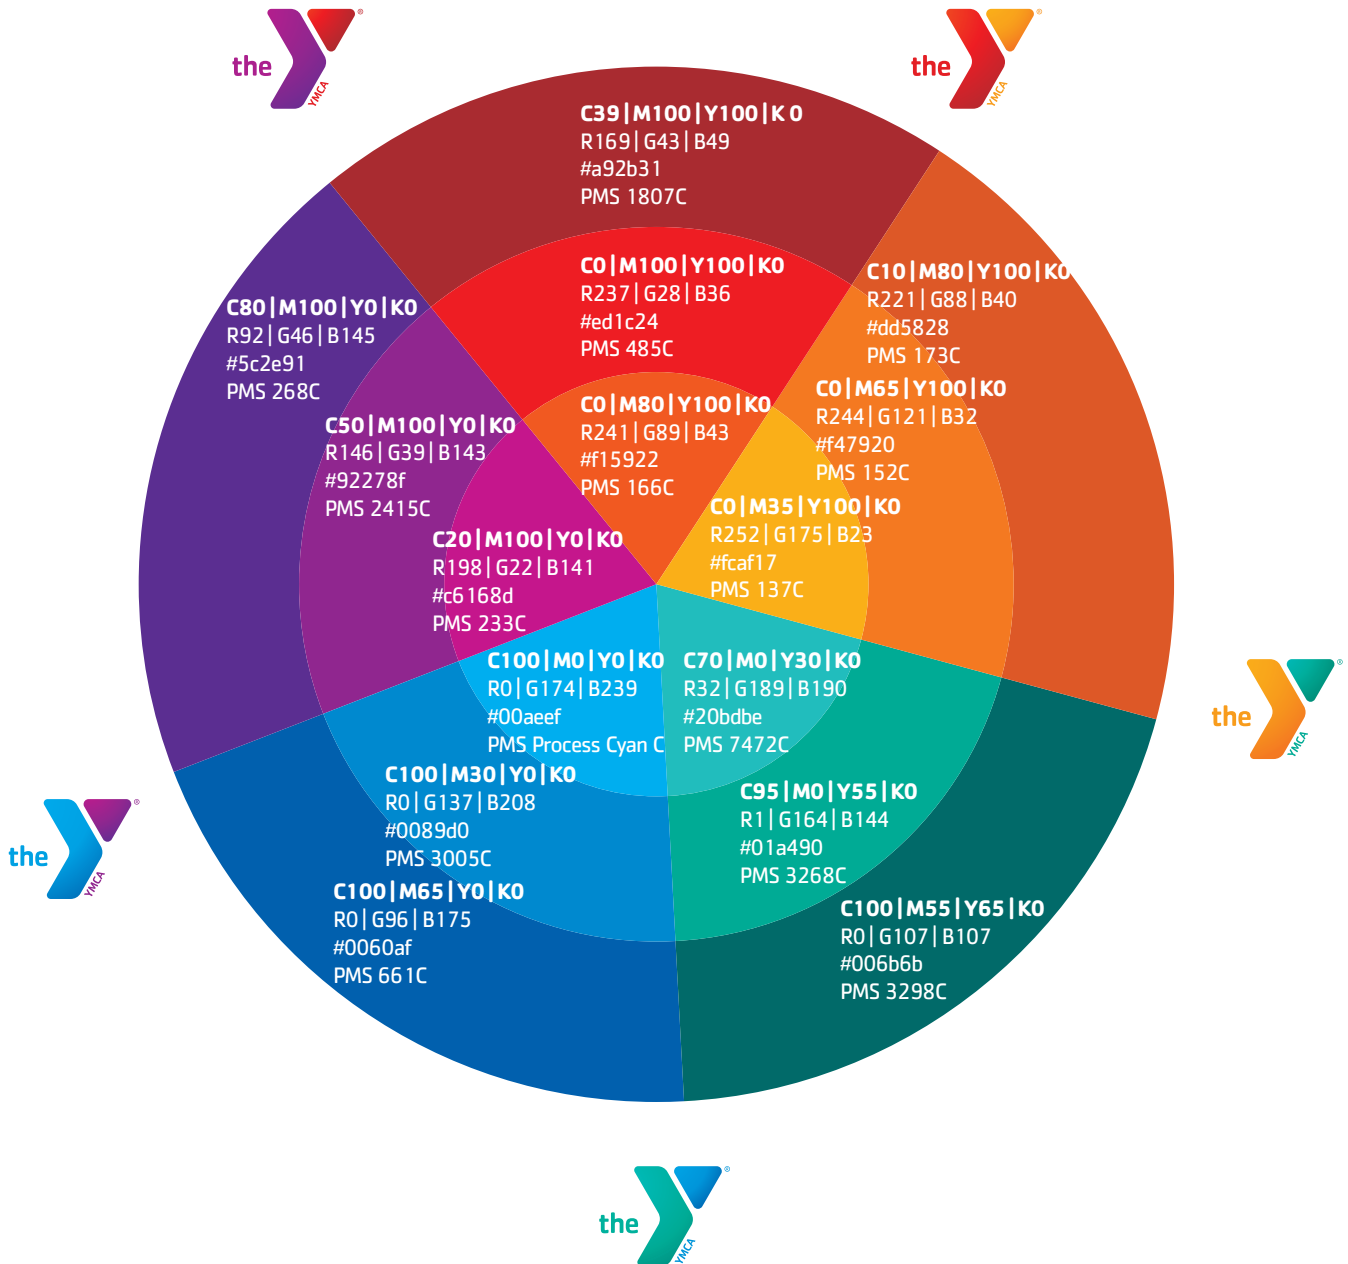 the
YMCA
®
the
YMCA
®
C39|M100|Y100|K 0
R169|G43|B49
#a92b31
PMS 1807C
C0|M100|Y100|K0
R237|G28|B36
#ed1c24
PMS 485C
C0|M80|Y100|K0
R241|G89|B43
#f15922
PMS 166C
C10|M80|Y100|K0
R221|G88|B40
#dd5828
PMS 173C
C0|M65|Y100|K0
R244|G121|B32
#f47920
PMS 152C
C0|M35|Y100|K0
R252|G175|B23
#fcaf17
PMS 137C
C80|M100|Y0|K0
R92|G46|B145
#5c2e91
PMS 268C
C50|M100|Y0|K0
R146|G39|B143
#92278f
PMS 2415C
C20|M100|Y0|K0
R198|G22|B141
#c6168d
PMS 233C
C100|M0|Y0|K0
R0|G174|B239
#00aeef
PMS Process Cyan C
C70|M0|Y30|K0
R32|G189|B190
#20bdbe
PMS 7472C
C100|M30|Y0|K0
R0|G137|B208
#0089d0
PMS 3005C
C95|M0|Y55|K0
R1|G164|B144
#01a490
PMS 3268C
C100|M65|Y0|K0
R0|G96|B175
#0060af
PMS 661C
C100|M55|Y65|K0
R0|G107|B107
#006b6b
PMS 3298C
the
YMCA
®
the
YMCA
®
the
YMCA
®